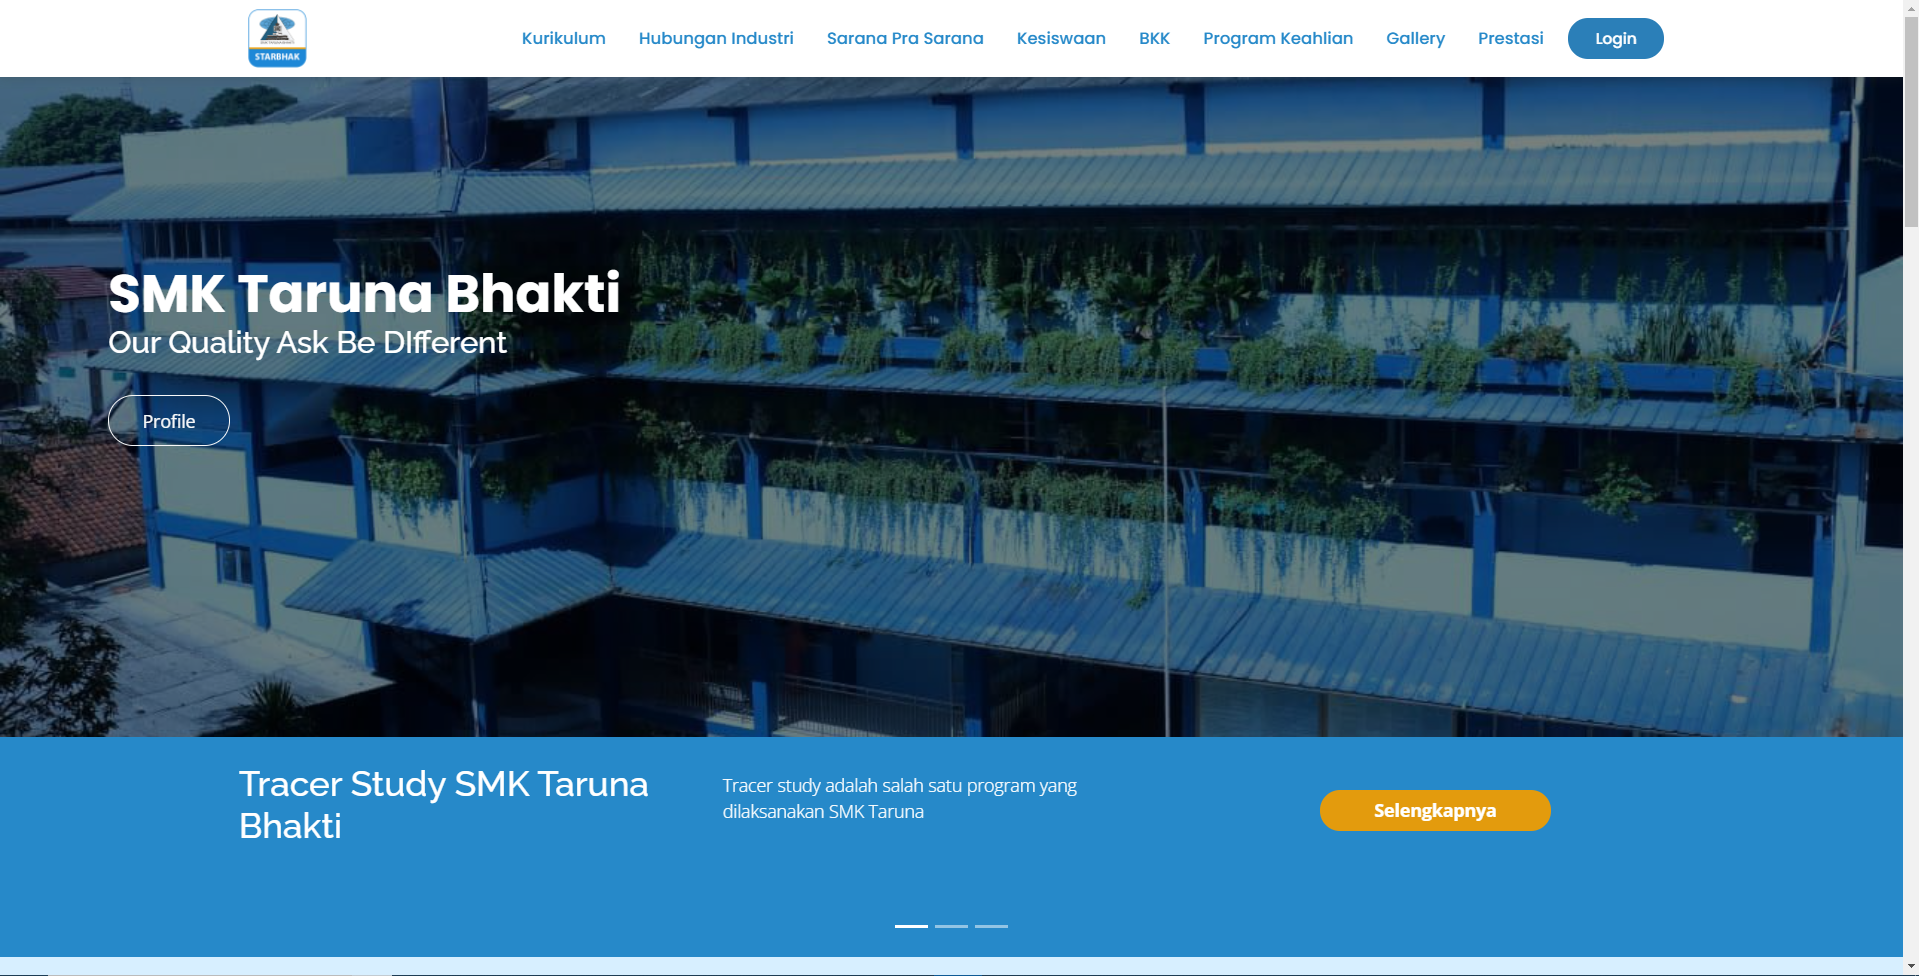 STARBHAK
Kurikulum
Hubungan Industri
Sarana Pra Sarana
Kesiswaan
BKK
Program Keahlian
Gallery
Prestasi
Login
SMK Taruna Bhakti
Our Quality Ask Be DIfferent
Profile
Tracer Study SMK Taruna
Bhakti
Tracer study adalah salah satu program yang
dilaksanakan SMK Taruna
Selengkapnya